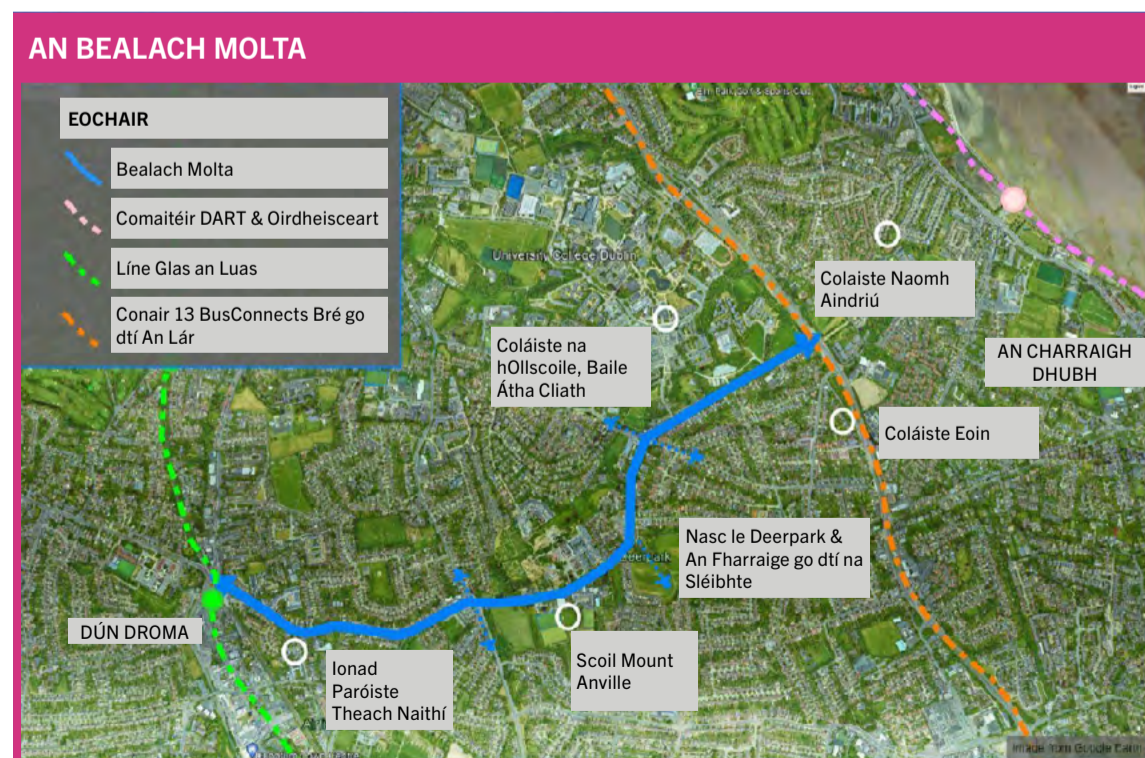 AN BEALACH MOLTA
EOCHAIR
Bealach Molta
Comaitéir DART & Oirdheisceart
Líne Glas an Luas
Conair 13 BusConnects Bré go
dtí An Lár
University College Dublin
Colaiste Naomh
Aindriú
Coláiste na
hOllscoile, Baile
Átha Cliath
AN CHARRAIGH
DHUBH
Coláiste Eoin
Nasc le Deerpark &
An Fharraige go dtí na
Sléibhte
DÚN DROMA
Ionad
Paróiste
Theach Naithí
Scoil Mount
Anville
Image from Google Earth